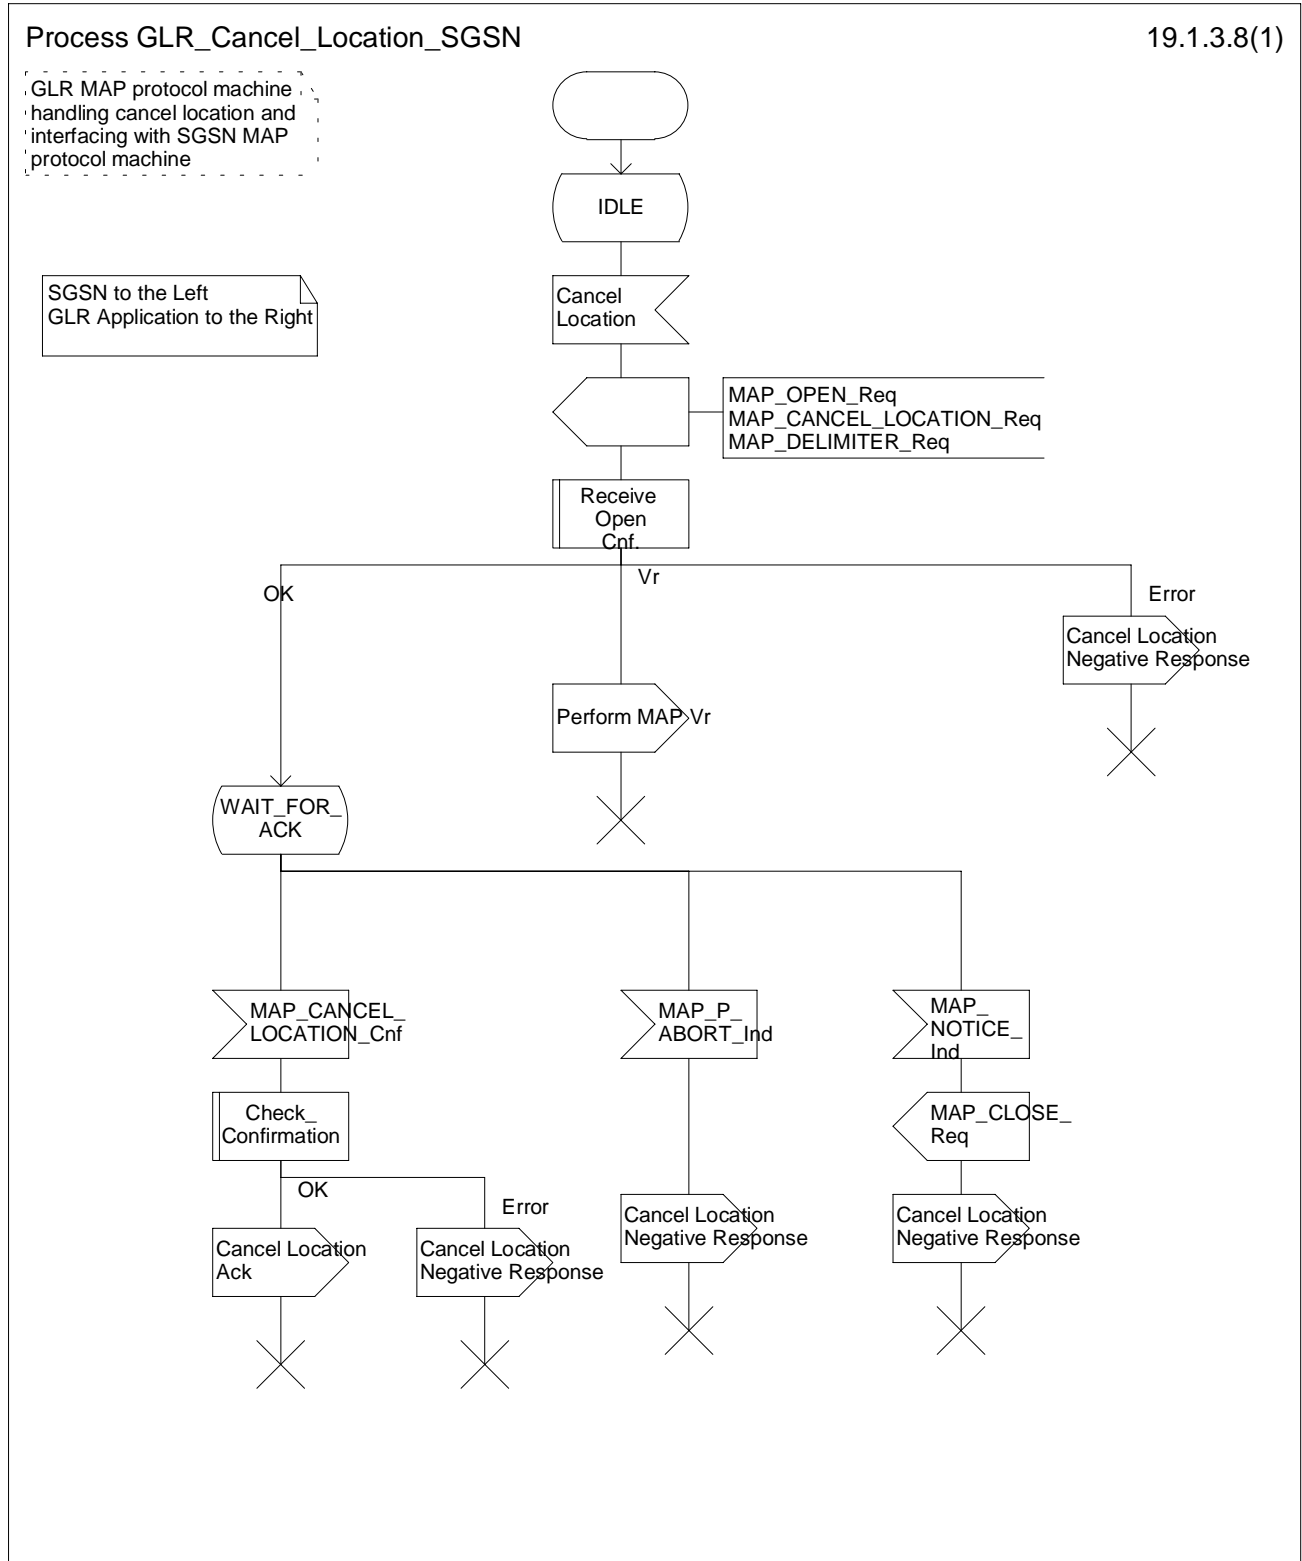 Process GLR_Cancel_Location_SGSN
19.1.3.8(1)
GLR MAP protocol machine
handling cancel location and
interfacing with SGSN MAP
protocol machine
IDLE
SGSN to the Left
GLR Application to the Right
Cancel
Location
MAP_OPEN_Req
MAP_CANCEL_LOCATION_Req
MAP_DELIMITER_Req
Receive
Open
Cnf.
OK
Vr
Error
Cancel Location
Negative Response
Perform MAP Vr
WAIT_FOR_
ACK
MAP_CANCEL_
LOCATION_Cnf
MAP_P_
ABORT_Ind
MAP_
NOTICE_
Ind
Check_
Confirmation
MAP_CLOSE_
Req
OK
Error
Cancel Location
Ack
Cancel Location
Negative Response
Cancel Location
Negative Response
Cancel Location
Negative Response